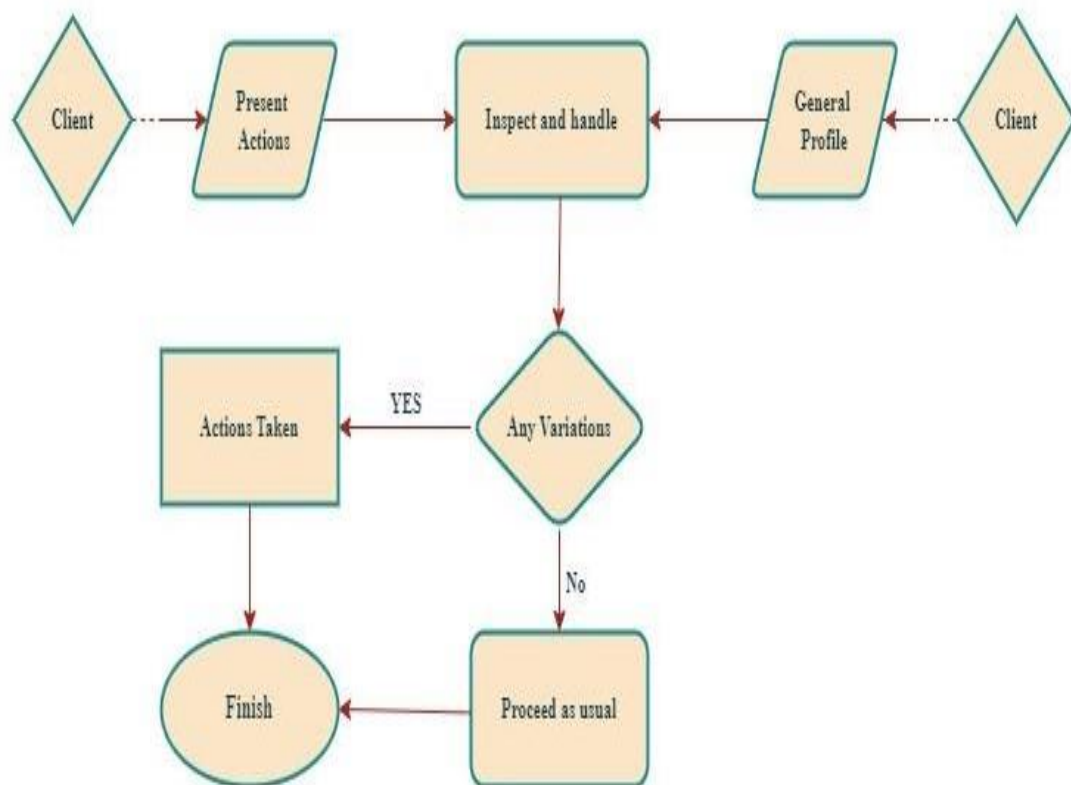 Client
Present
Actions
Inspect and handle
General
Profile
Client
YES
Actions Taken
Any Variations
No
Finish
Proceed as usual